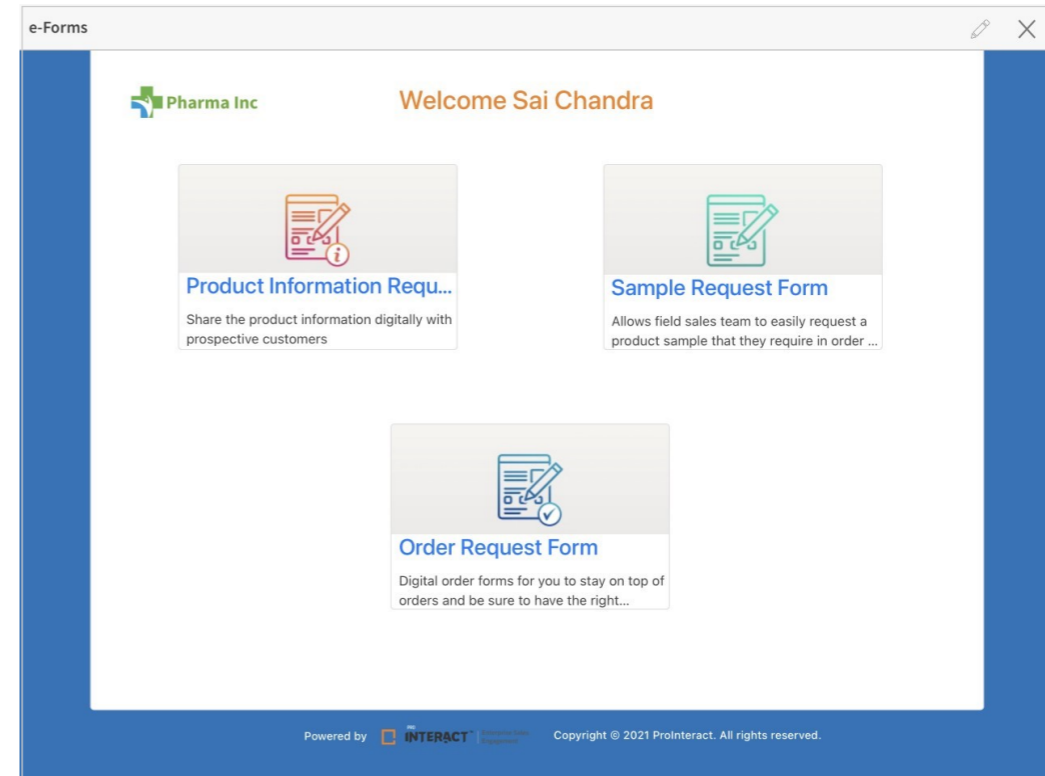 e-Forms
Pharma Inc
Welcome Sai Chandra
Product Information Requ...
Share the product information digitally with
prospective customers
Sample Request Form
Allows field sales team to easily request a
product sample that they require in order ...
Order Request Form
Digital order forms for you to stay on top of
orders and be sure to have the right...
Powered by
PRO
INTERACT
Copyright © 2021 ProInteract. All rights reserved.